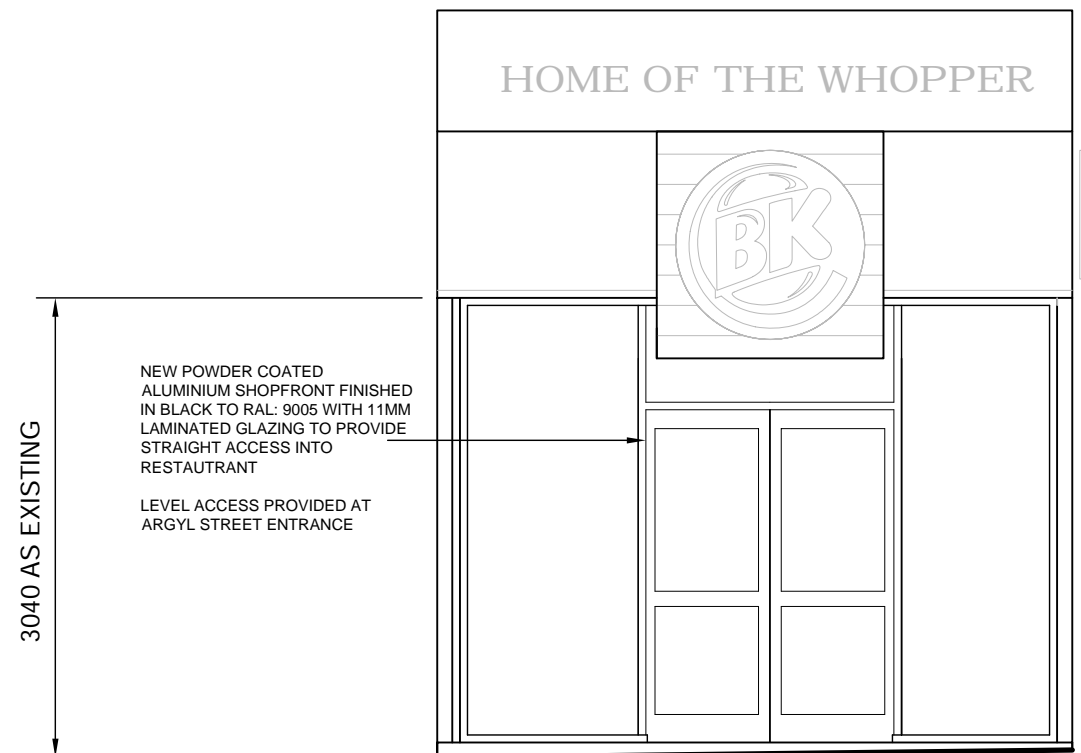 HOME OF THE WHOPPER
BK
NEW POWDER COATED
ALUMINIUM SHOPFRONT FINISHED
IN BLACK TO RAL: 9005 WITH 11MM
LAMINATED GLAZING TO PROVIDE
STRAIGHT ACCESS INTO
RESTAUTRANT
LEVEL ACCESS PROVIDED AT
ARGYL STREET ENTRANCE
3040 AS EXISTING